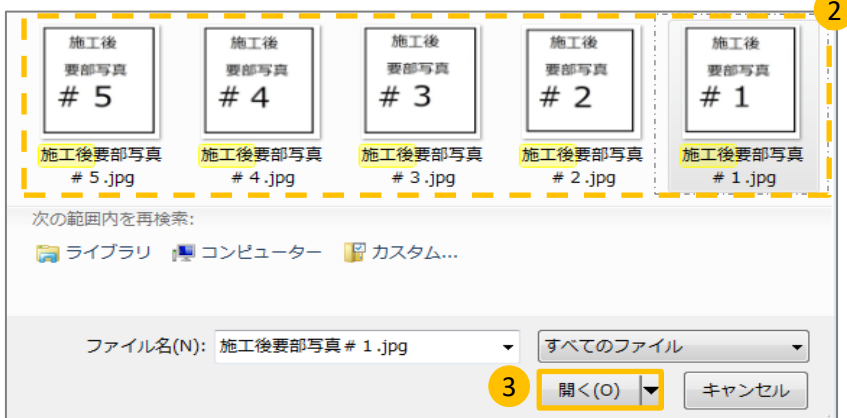 2
施工後
要部写真
# 5
施工後
要部写真
# 4
施工後
要部写真
# 3
施工後
要部写真
# 2
施工後
要部写真
# 1
施工後要部写真
# 5.jpg
施工後要部写真
# 4.jpg
施工後要部写真
# 3.jpg
施工後要部写真
# 2.jpg
施工後要部写真
# 1.jpg
次の範囲内を再検索:
ライブラリ コンピューター カスタム...
ファイル名(N): 施工後要部写真# 1.jpg すべてのファイル
3 開く(O) キャンセル